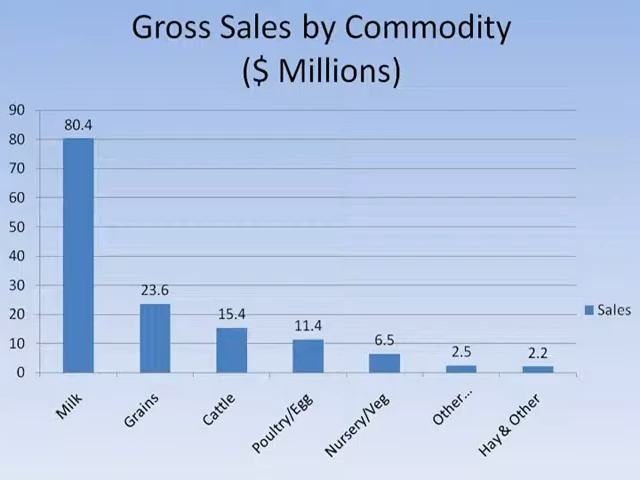 Gross Sales by Commodity
($ Millions)
90
80
70
60
50
40
30
20
10
0
80.4
23.6
15.4
11.4
6.5
2.5
2.2
Milk
Grains
Cattle
Poultry/Egg
Nursery/Veg
Other...
Hay & Other
Sales